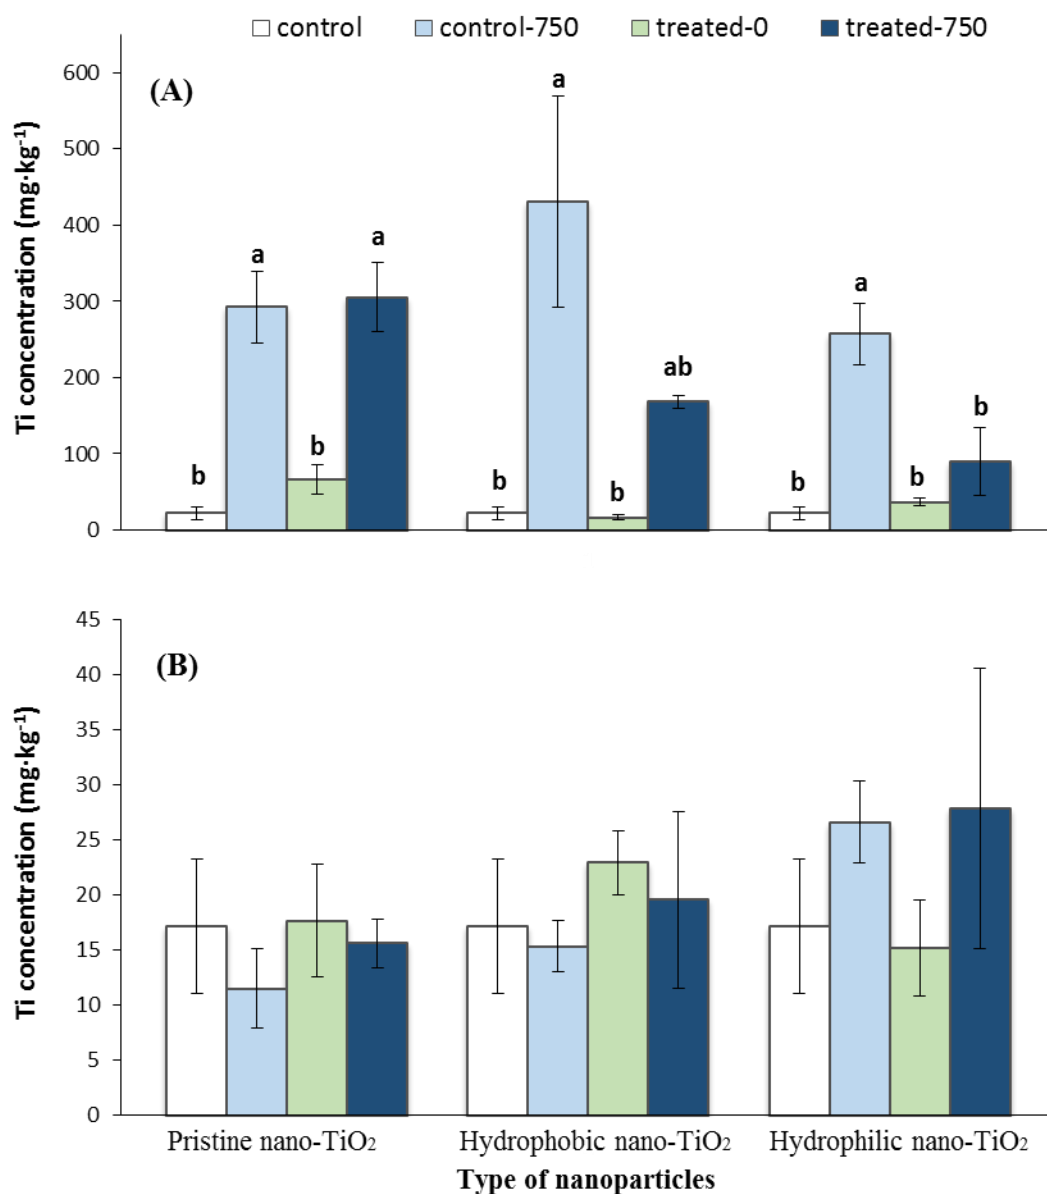 control control-750 treated-0 treated-750
(A)
Ti concentration (mg·kg⁻¹)
600
500
400
300
200
100
0
b a b a
b a b ab
b a b b
(B)
Ti concentration (mg·kg⁻¹)
45
40
35
30
25
20
15
10
5
0
Pristine nano-TiO₂ Hydrophobic nano-TiO₂ Hydrophilic nano-TiO₂
Type of nanoparticles